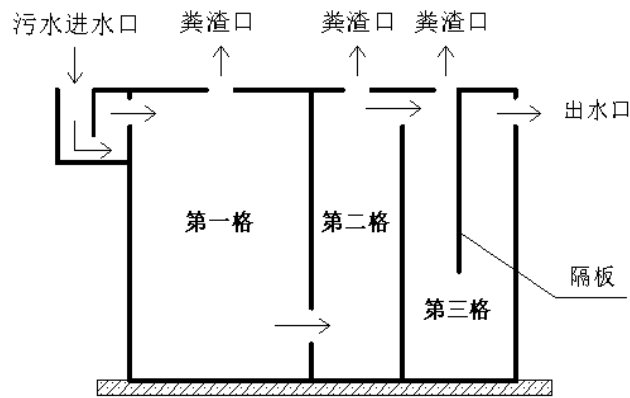 污水进水口
粪渣口
粪渣口
粪渣口
出水口
第一格
第二格
隔板
第三格